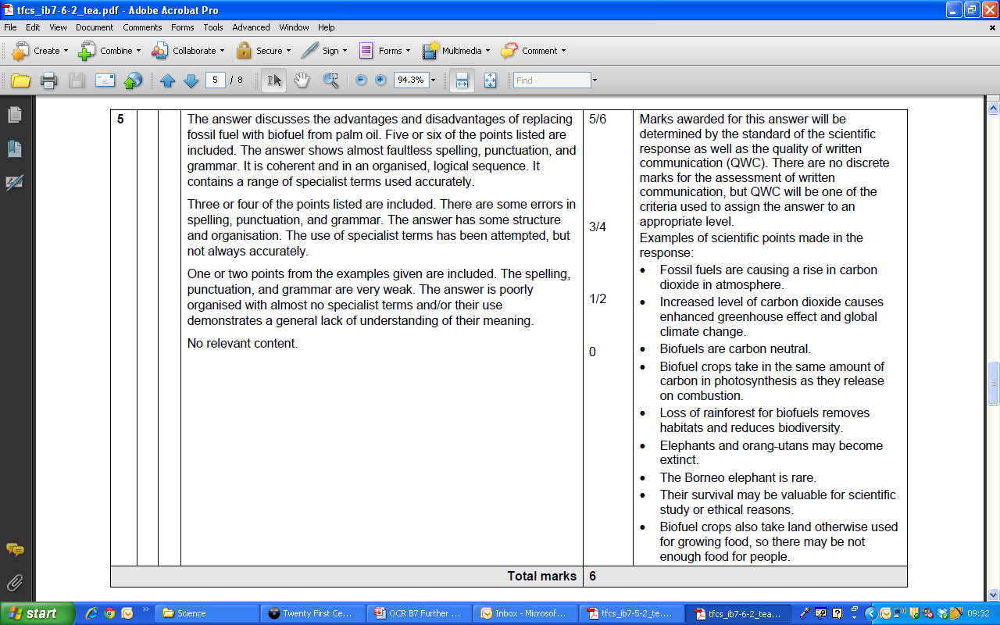 tfcs_ib7-6-2_tea.pdf - Adobe Acrobat Pro
File Edit View Document Comments Forms Tools Advanced Window Help
Create Combine Collaborate Secure Sign Forms Multimedia Comment
5 / 8 94.3% Find
5
The answer discusses the advantages and disadvantages of replacing
fossil fuel with biofuel from palm oil. Five or six of the points listed are
included. The answer shows almost faultless spelling, punctuation, and
grammar. It is coherent and in an organised, logical sequence. It
contains a range of specialist terms used accurately.
Three or four of the points listed are included. There are some errors in
spelling, punctuation, and grammar. The answer has some structure
and organisation. The use of specialist terms has been attempted, but
not always accurately.
One or two points from the examples given are included. The spelling,
punctuation, and grammar are very weak. The answer is poorly
organised with almost no specialist terms and/or their use
demonstrates a general lack of understanding of their meaning.
No relevant content.
5/6
3/4
1/2
0
Marks awarded for this answer will be
determined by the standard of the scientific
response as well as the quality of written
communication (QWC). There are no discrete
marks for the assessment of written
communication, but QWC will be one of the
criteria used to assign the answer to an
appropriate level.
Examples of scientific points made in the
response:
• Fossil fuels are causing a rise in carbon
dioxide in atmosphere.
• Increased level of carbon dioxide causes
enhanced greenhouse effect and global
climate change.
• Biofuels are carbon neutral.
• Biofuel crops take in the same amount of
carbon in photosynthesis as they release
on combustion.
• Loss of rainforest for biofuels removes
habitats and reduces biodiversity.
• Elephants and orang-utans may become
extinct.
• The Borneo elephant is rare.
• Their survival may be valuable for scientific
study or ethical reasons.
• Biofuel crops also take land otherwise used
for growing food, so there may be not
enough food for people.
Total marks 6
start Science Twenty First Ce... OCR B7 Further ... Inbox - Microsof... tfcs_ib7-5-2_te.... tfcs_ib7-6-2_tea... 09:32